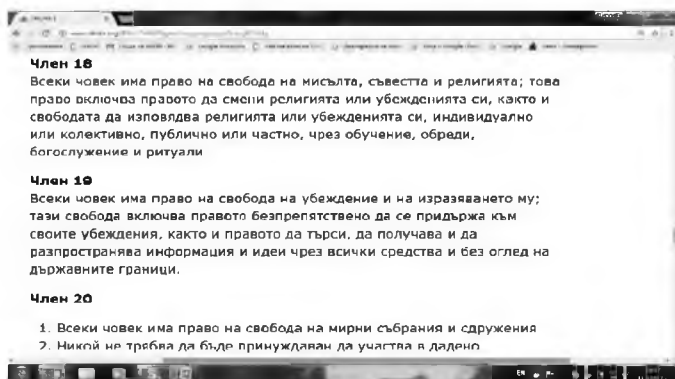 Член 18
Всеки човек има право на свобода на мисълта, съвестта и религията; това
право включва правото да смени религията или убежденията си, както и
свободата да изповядва религията или убежденията си, индивидуално
или колективно, публично или частно, чрез обучение, обреди,
богослужение и ритуали
Член 19
Всеки човек има право на свобода на убеждение и на изразяването му;
тази свобода включва правото безпрепятствено да се придържа към
своите убеждения, както и правото да търси, да получава и да
разпространява информация и идеи чрез всички средства и без оглед на
държавните граници.
Член 20
1. Всеки човек има право на свобода на мирни събрания и сдружения
2. Никой не трябва да бъде принуждаван да участва в дадено
EN